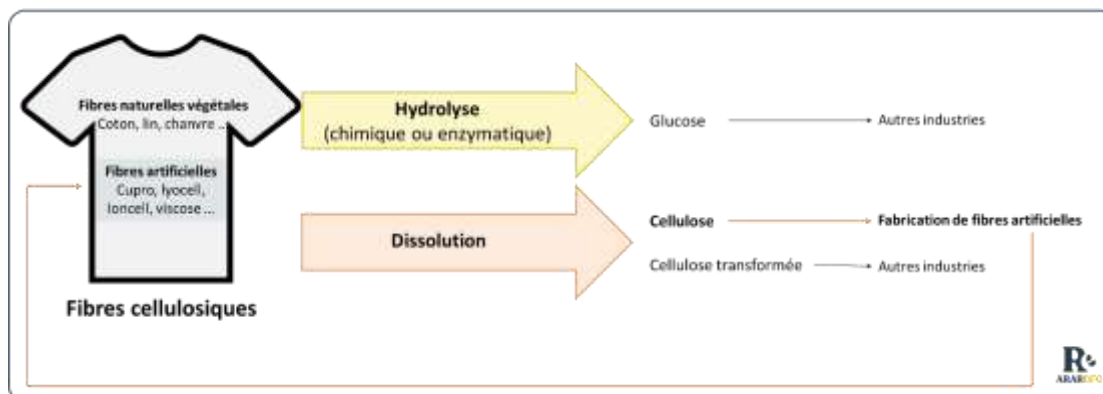 Fibres naturelles végétales
Coton, lin, chanvre ...
Fibres artificielles
Cupro, lyocell,
Ioncell, viscose ...
Fibres cellulosiques
Hydrolyse
(chimique ou enzymatique)
Glucose
Autres industries
Dissolution
Cellulose
Fabrication de fibres artificielles
Cellulose transformée
Autres industries